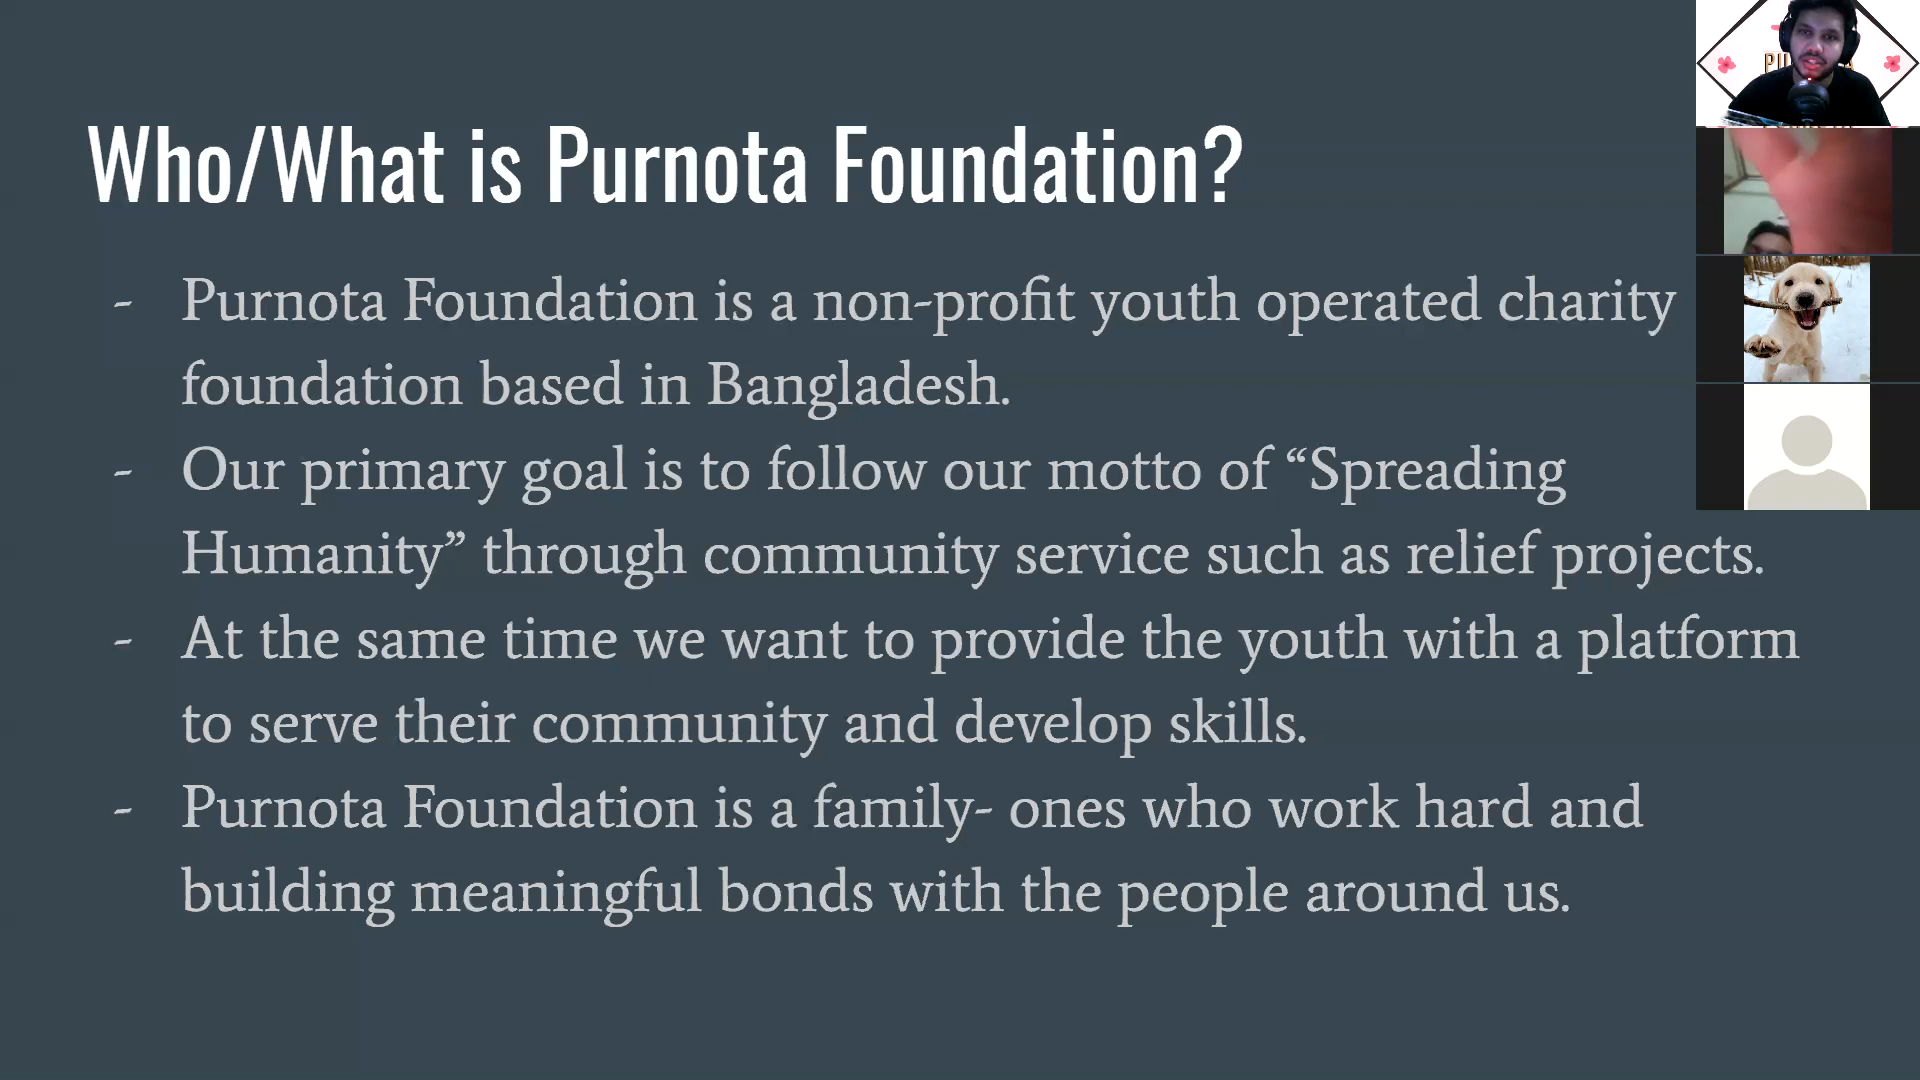 Who/What is Purnota Foundation?
- Purnota Foundation is a non-profit youth operated charity
foundation based in Bangladesh.
- Our primary goal is to follow our motto of “Spreading
Humanity” through community service such as relief projects.
- At the same time we want to provide the youth with a platform
to serve their community and develop skills.
- Purnota Foundation is a family- ones who work hard and
building meaningful bonds with the people around us.